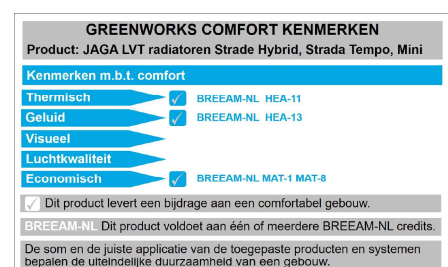 GREENWORKS COMFORT KENMERKEN
Product: JAGA LVT radiatoren Strade Hybrid, Strada Tempo, Mini
Kenmerken m.b.t. comfort
Thermisch BREEAM-NL HEA-11
Geluid BREEAM-NL HEA-13
Visueel
Luchtkwaliteit
Economisch BREEAM-NL MAT-1 MAT-8
Dit product levert een bijdrage aan een comfortabel gebouw.
BREEAM-NL Dit product voldoet aan één of meerdere BREEAM-NL credits.
De som en de juiste applicatie van de toegepaste producten en systemen
bepalen de uiteindelijke duurzaamheid van een gebouw.